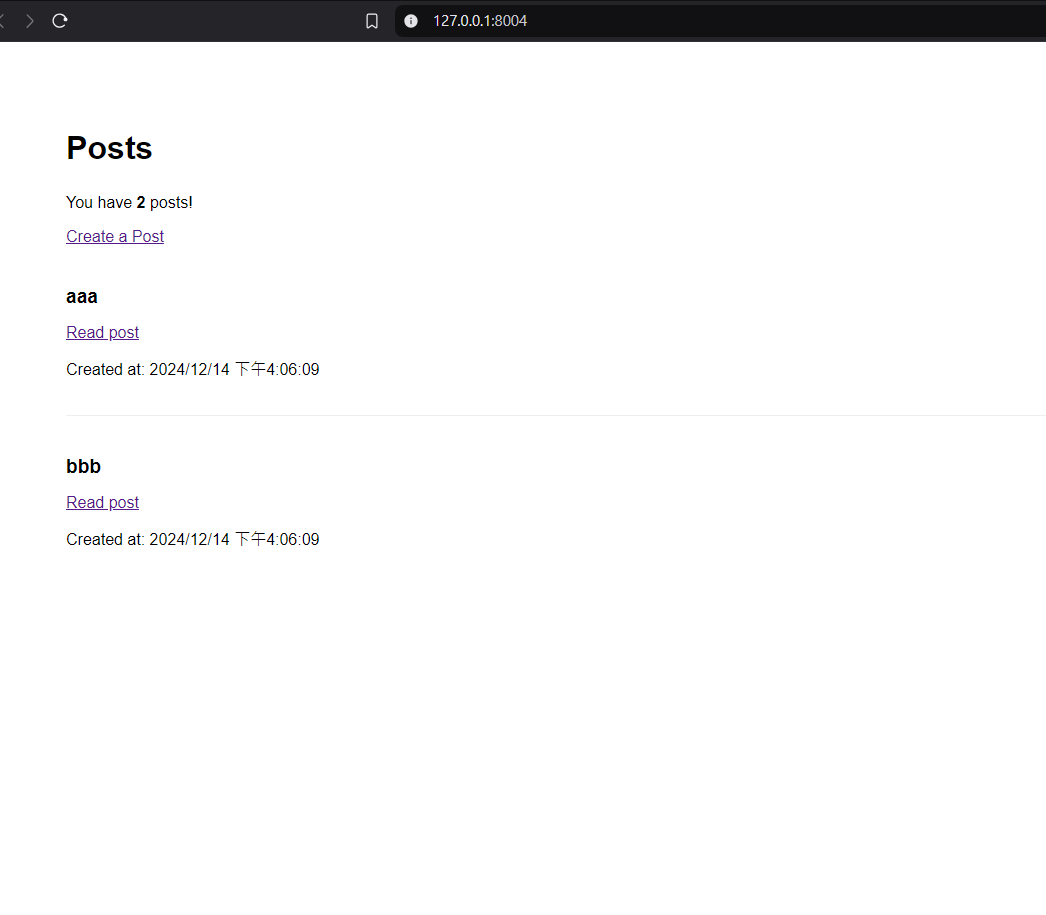 127.0.0.1:8004
Posts
You have 2 posts!
Create a Post
aaa
Read post
Created at: 2024/12/14 下午4:06:09
bbb
Read post
Created at: 2024/12/14 下午4:06:09